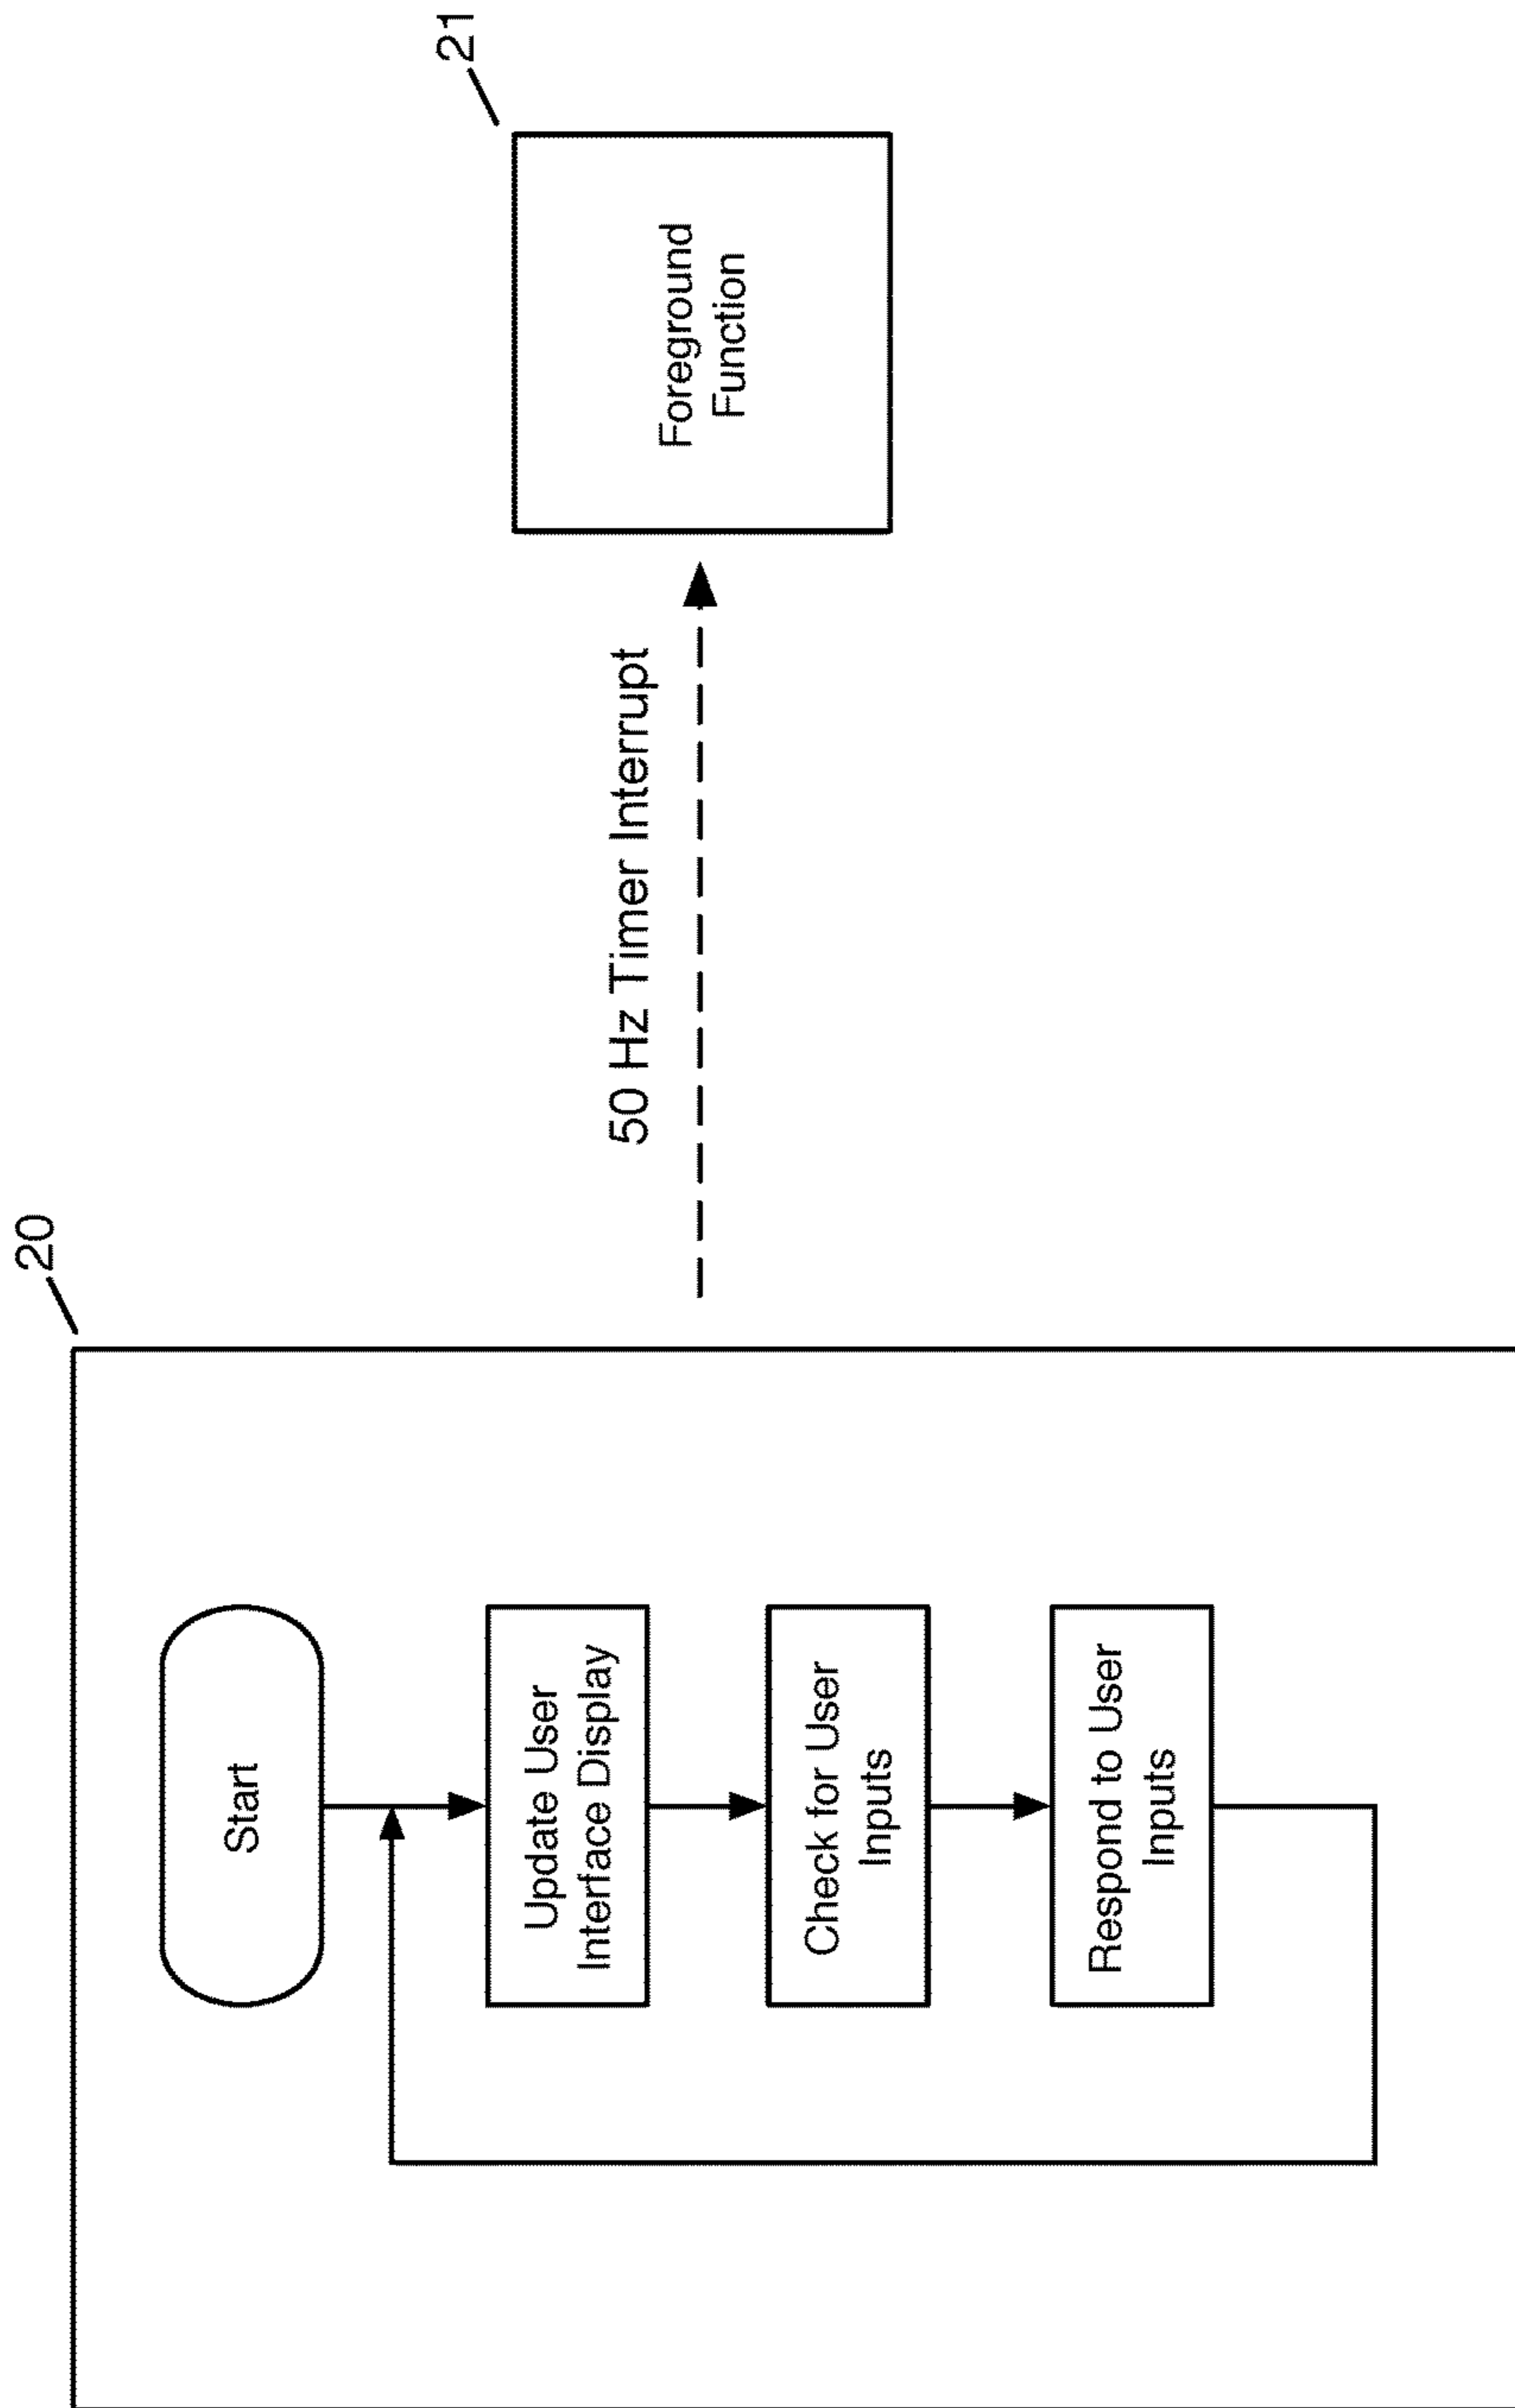 20
Start
Update User
Interface Display
Check for User
Inputs
Respond to User
Inputs
50 Hz Timer Interrupt
21
Foreground
Function